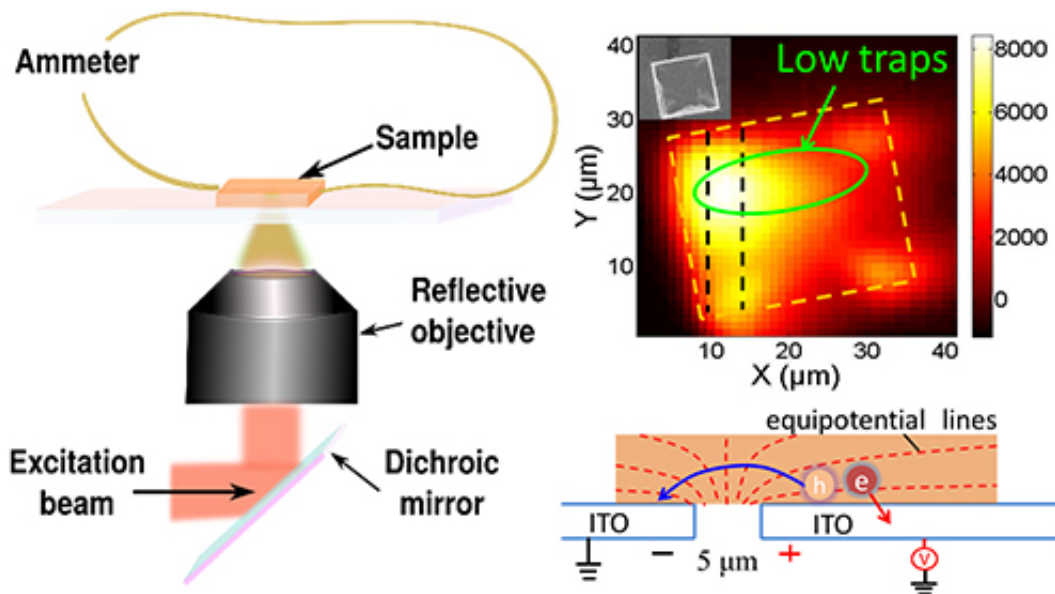 Ammeter
Sample
Reflective
objective
Excitation
beam
Dichroic
mirror
Low traps
40
30
20
10
Y (µm)
10 20 30 40
X (µm)
8000
6000
4000
2000
0
equipotential lines
h
e
ITO
ITO
− 5 µm +
V